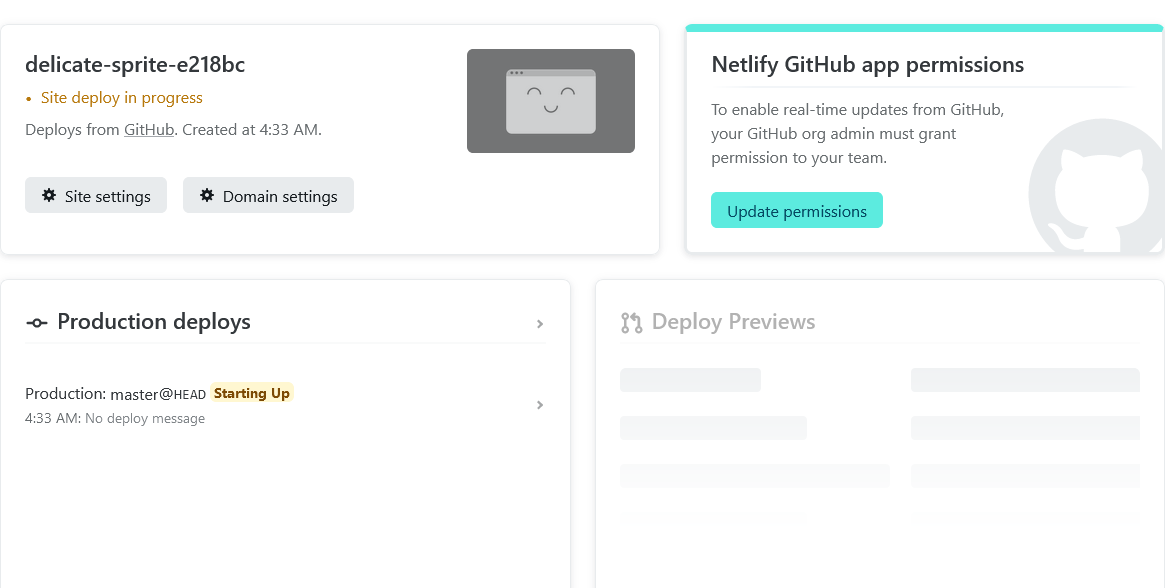 delicate-sprite-e218bc
• Site deploy in progress
Deploys from GitHub. Created at 4:33 AM.
Site settings
Domain settings
Netlify GitHub app permissions
To enable real-time updates from GitHub,
your GitHub org admin must grant
permission to your team.
Update permissions
Production deploys
Production: master@HEAD Starting Up
4:33 AM: No deploy message
Deploy Previews